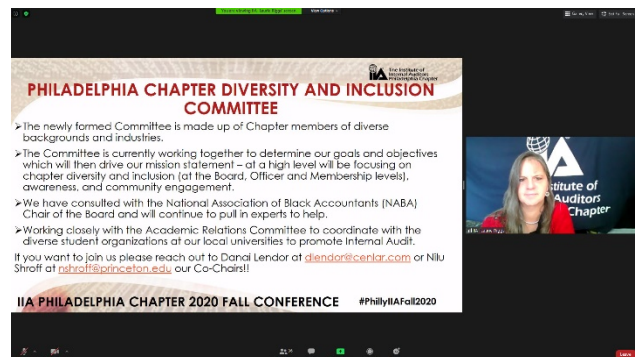 View Options
Gallery View
The Institute of
Internal Auditors
Philadelphia Chapter
IIA
PHILADELPHIA CHAPTER DIVERSITY AND INCLUSION
COMMITTEE
➢The newly formed Committee is made up of Chapter members of diverse
backgrounds and industries.
➢The Committee is currently working together to determine our goals and objectives
which will then drive our mission statement – at a high level will be focusing on
chapter diversity and inclusion (at the Board, Officer and Membership levels),
awareness, and community engagement.
➢We have consulted with the National Association of Black Accountants (NABA)
Chair of the Board and will continue to pull in experts to help.
➢Working closely with the Academic Relations Committee to coordinate with the
diverse student organizations at our local universities to promote Internal Audit.
If you want to join us please reach out to Danai Lendor at dlendor@cenlar.com or Nilu
Shroff at nshroff@princeton.edu our Co-Chairs!!
IIA PHILADELPHIA CHAPTER 2020 FALL CONFERENCE #PhillyIIAFall2020
stitute of
Auditors
Chapter
Leave